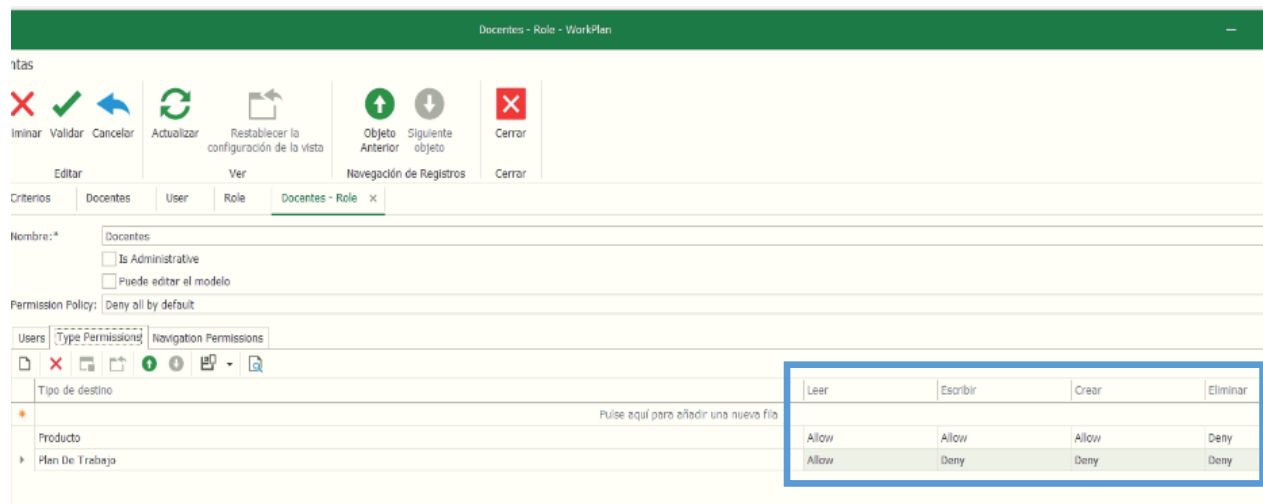 Docentes - Role - WorkPlan
ntas
iminar Validar Cancelar Actualizar Restablecer la configuración de la vista Objeto Anterior Siguiente objeto Cerrar
Editar Ver Navegación de Registros Cerrar
Criterios Docentes User Role Docentes - Role ×
Nombre:* Docentes
Is Administrative
Puede editar el modelo
Permission Policy: Deny all by default
Users Type Permissions Navigation Permissions
Tipo de destino Leer Escribir Crear Eliminar
Pulse aquí para añadir una nueva fila
Producto Allow Allow Allow Deny
Plan De Trabajo Allow Deny Deny Deny